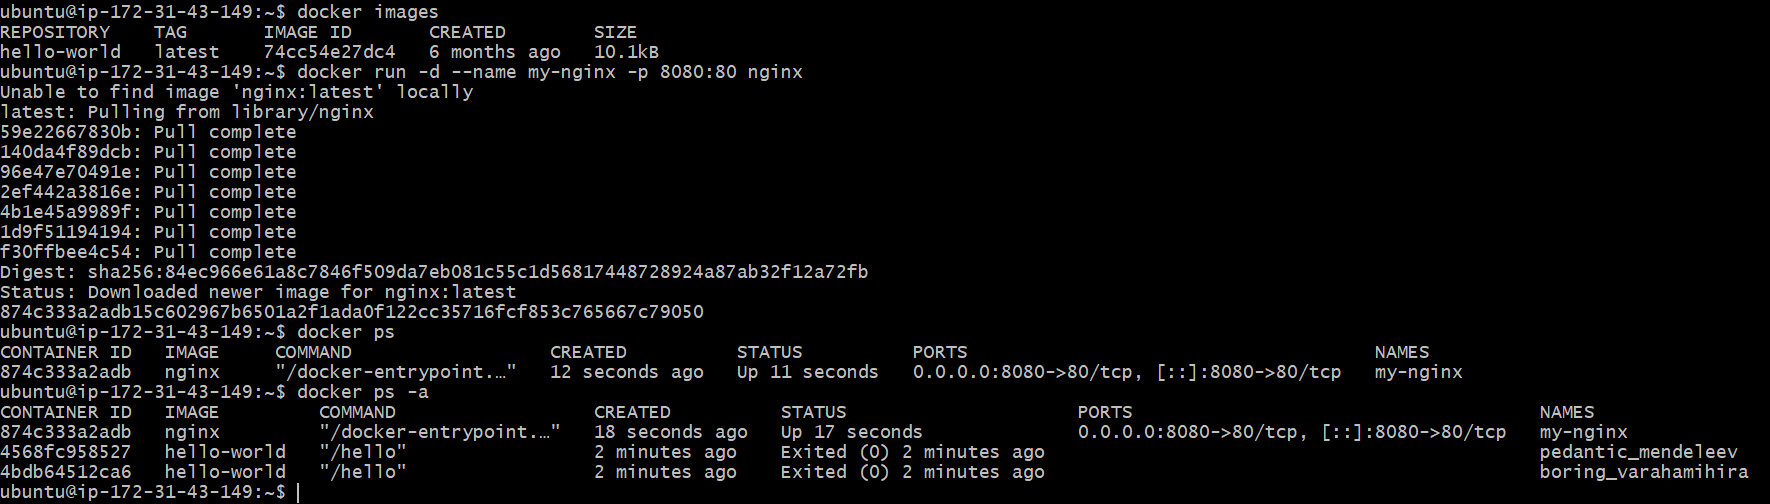 ubuntu@ip-172-31-43-149:~$ docker images
REPOSITORY    TAG       IMAGE ID       CREATED        SIZE
hello-world   latest    74cc54e27dc4   6 months ago   10.1kB
ubuntu@ip-172-31-43-149:~$ docker run -d --name my-nginx -p 8080:80 nginx
Unable to find image 'nginx:latest' locally
latest: Pulling from library/nginx
59e22667830b: Pull complete
140da4f89dcb: Pull complete
96e47e70491e: Pull complete
2ef442a3816e: Pull complete
4b1e45a9989f: Pull complete
1d9f51194194: Pull complete
f30ffbee4c54: Pull complete
Digest: sha256:84ec966e61a8c7846f509da7eb081c55c1d56817448728924a87ab32f12a72fb
Status: Downloaded newer image for nginx:latest
874c333a2adb15c602967b6501a2f1ada0f122cc35716fcf853c765667c79050
ubuntu@ip-172-31-43-149:~$ docker ps
CONTAINER ID   IMAGE     COMMAND                  CREATED          STATUS          PORTS                                     NAMES
874c333a2adb   nginx     "/docker-entrypoint.…"   12 seconds ago   Up 11 seconds   0.0.0.0:8080->80/tcp, [::]:8080->80/tcp   my-nginx
ubuntu@ip-172-31-43-149:~$ docker ps -a
CONTAINER ID   IMAGE         COMMAND                  CREATED          STATUS                     PORTS                                     NAMES
874c333a2adb   nginx         "/docker-entrypoint.…"   18 seconds ago   Up 17 seconds              0.0.0.0:8080->80/tcp, [::]:8080->80/tcp   my-nginx
4568fc958527   hello-world   "/hello"                 2 minutes ago    Exited (0) 2 minutes ago                                             pedantic_mendeleev
4bdb64512ca6   hello-world   "/hello"                 2 minutes ago    Exited (0) 2 minutes ago                                             boring_varahamihira
ubuntu@ip-172-31-43-149:~$